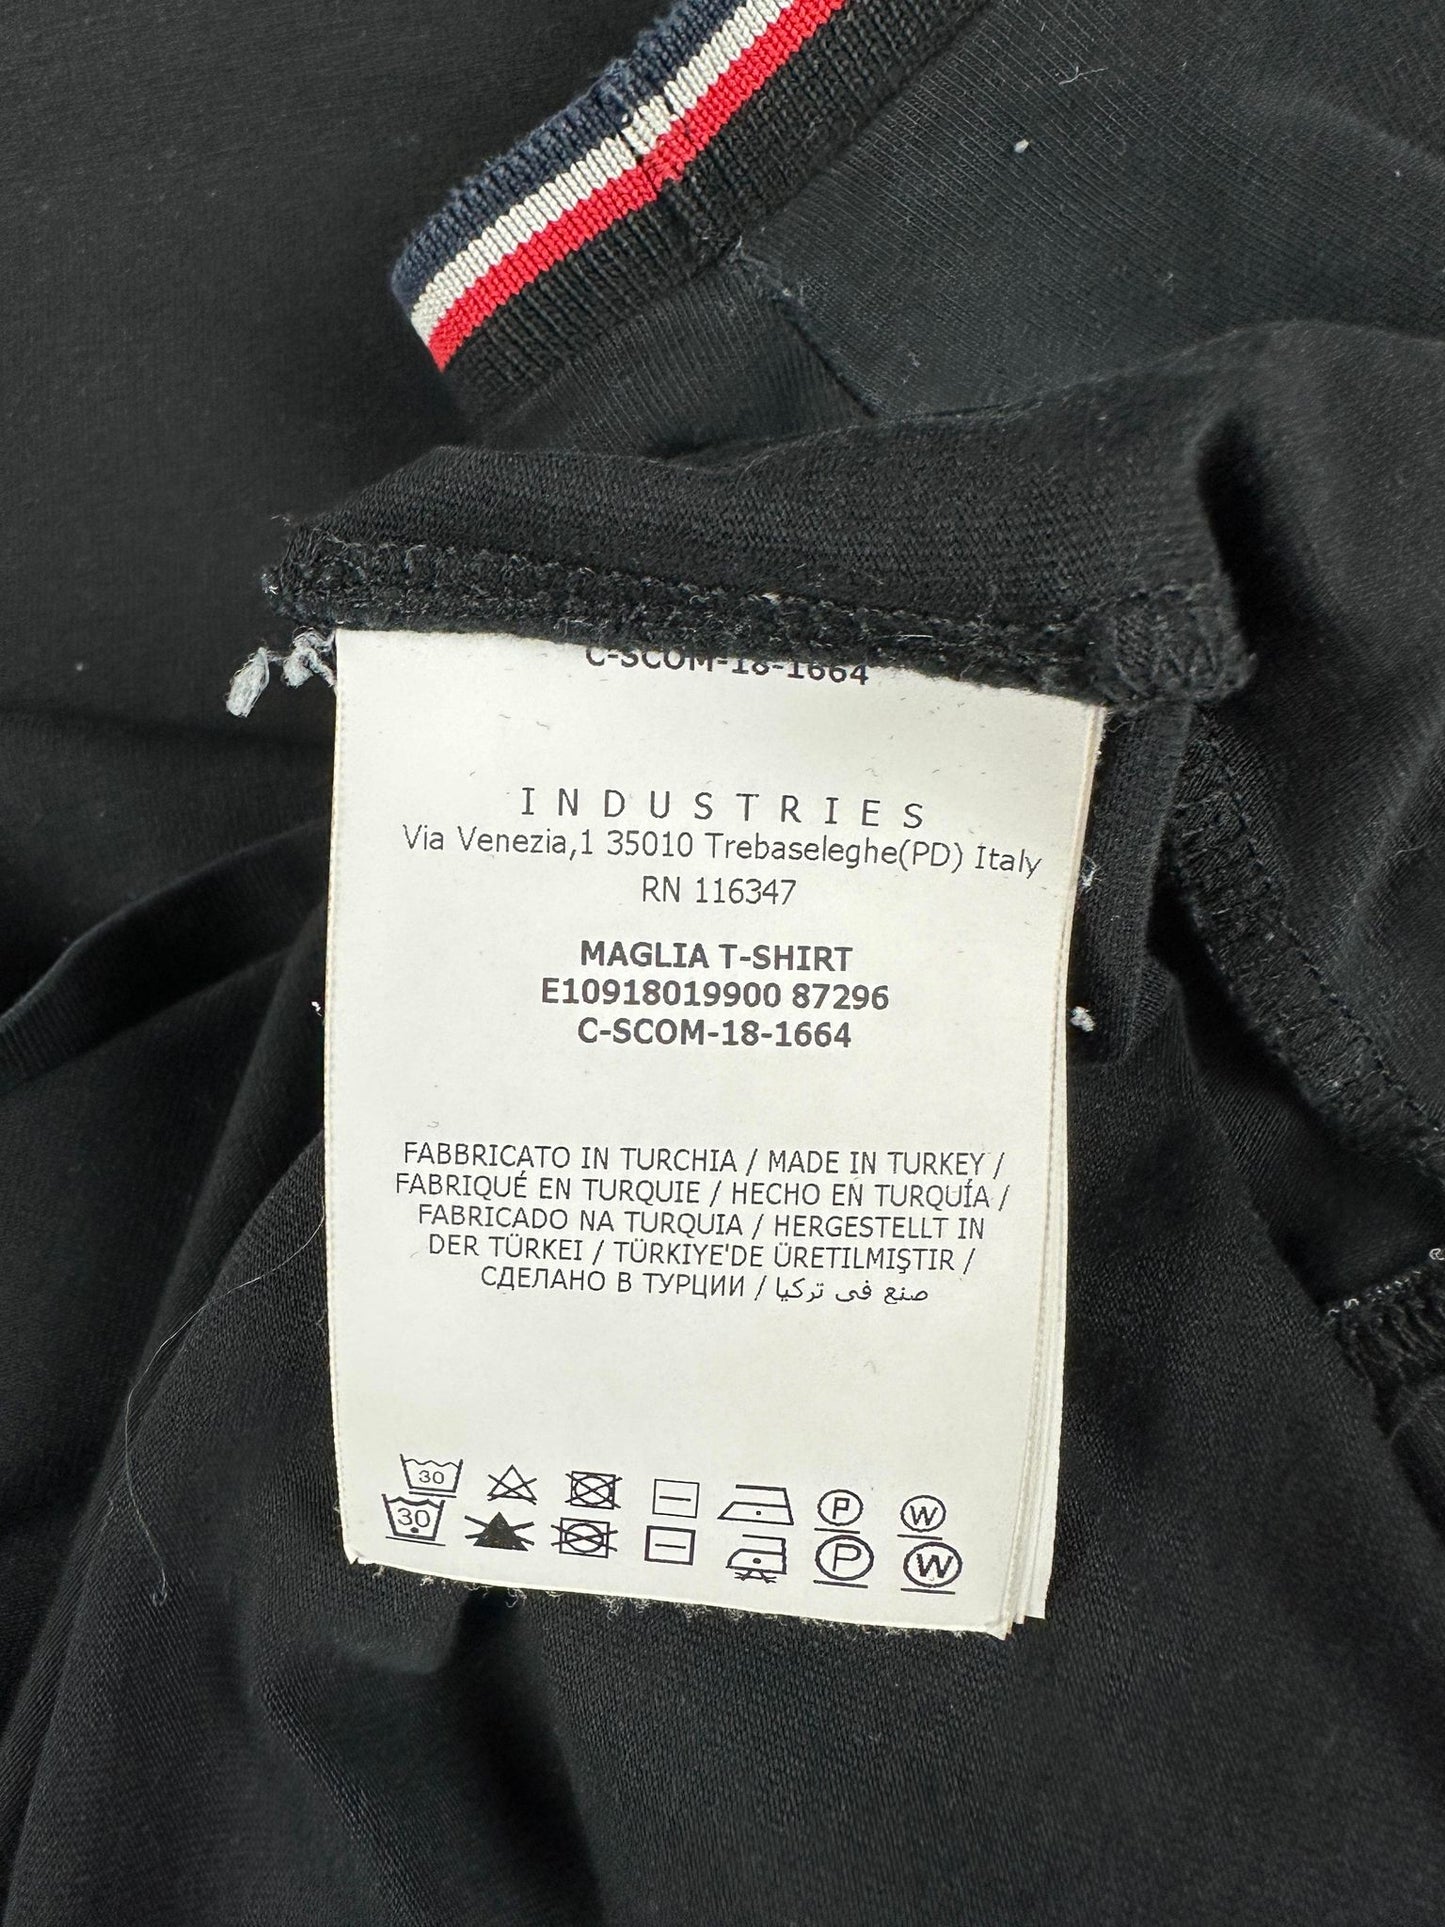 C-SCOM-18-1664
INDUSTRIES
Via Venezia,1 35010 Trebaseleghe(PD) Italy
RN 116347
MAGLIA T-SHIRT
E10918019900 87296
C-SCOM-18-1664
FABBRICATO IN TURCHIA / MADE IN TURKEY /
FABRIQUÉ EN TURQUIE / HECHO EN TURQUÍA /
FABRICADO NA TURQUIA / HERGESTELLT IN
DER TÜRKEI / TÜRKIYE'DE ÜRETILMIŞTIR /
СДЕЛАНО В ТУРЦИИ / صنع في تركيا
30 P W
30 P W